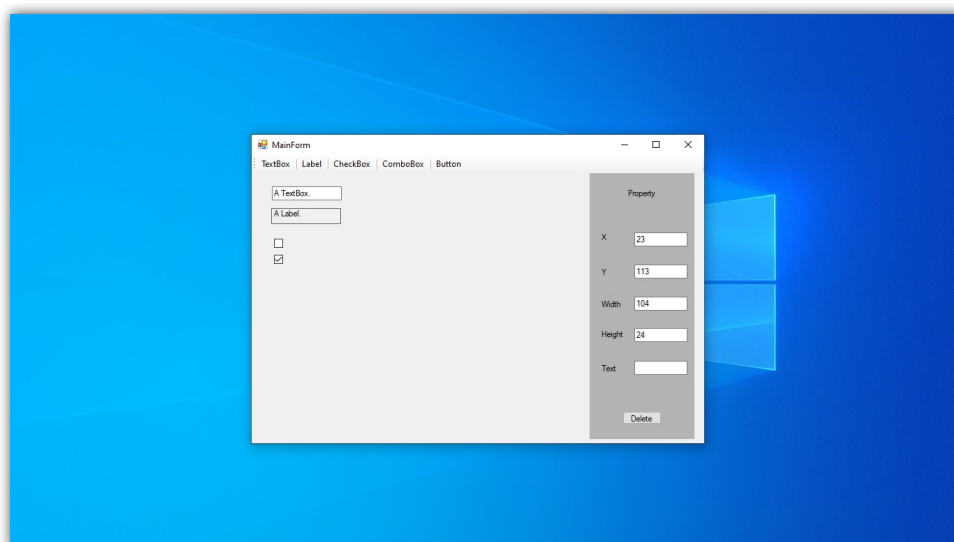 MainForm
TextBox Label CheckBox ComboBox Button
A TextBox.
A Label.
Property
X 23
Y 113
Width 104
Height 24
Text
Delete